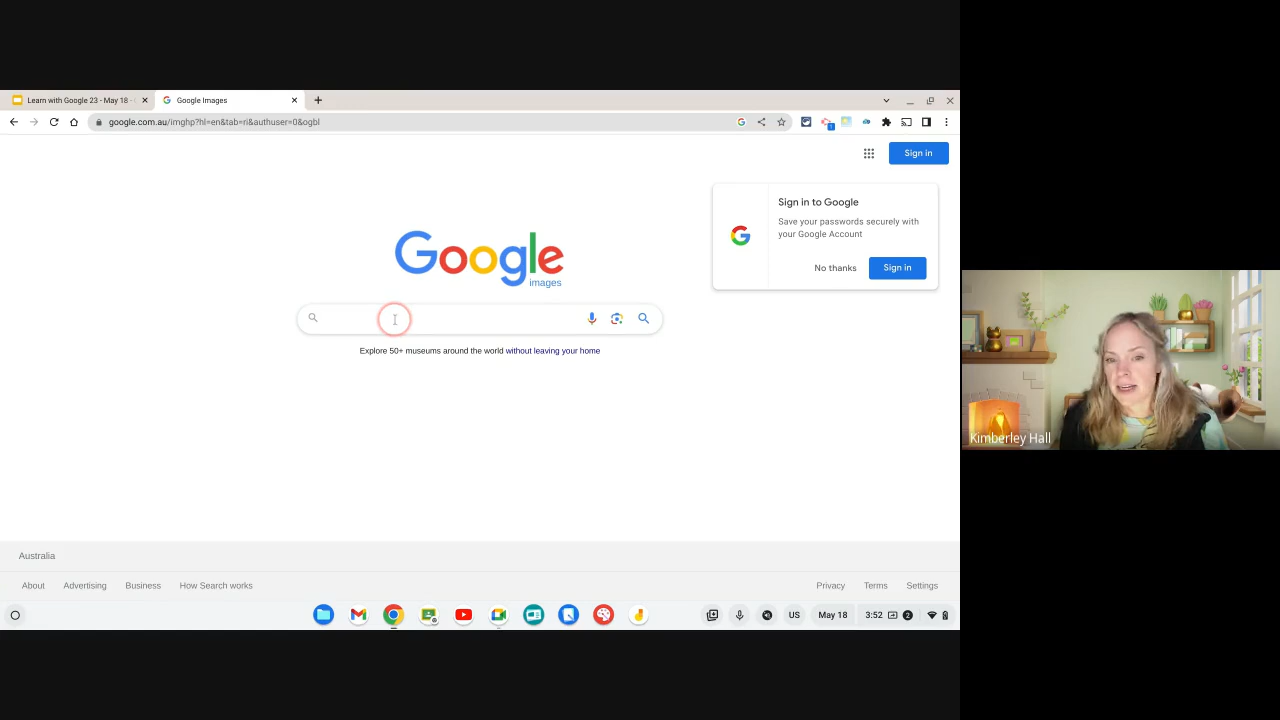 Learn with Google 23 - May 18 -
Google Images
google.com.au/imghp?hl=en&tab=ri&authuser=0&ogbl
Sign in
Sign in to Google
Save your passwords securely with
your Google Account
No thanks
Sign in
Google
images
Explore 50+ museums around the world without leaving your home
Kimberley Hall
Australia
About
Advertising
Business
How Search works
Privacy
Terms
Settings
US
May 18
3:52
2